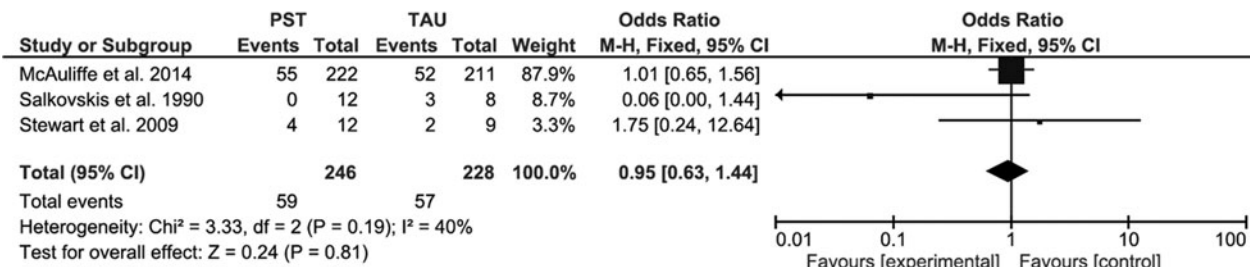 PST TAU Odds Ratio Odds Ratio
Study or Subgroup Events Total Events Total Weight M-H, Fixed, 95% CI M-H, Fixed, 95% CI
McAuliffe et al. 2014 55 222 52 211 87.9% 1.01 [0.65, 1.56]
Salkovskis et al. 1990 0 12 3 8 8.7% 0.06 [0.00, 1.44]
Stewart et al. 2009 4 12 2 9 3.3% 1.75 [0.24, 12.64]
Total (95% CI) 246 228 100.0% 0.95 [0.63, 1.44]
Total events 59 57
Heterogeneity: Chi² = 3.33, df = 2 (P = 0.19); I² = 40%
Test for overall effect: Z = 0.24 (P = 0.81)
0.01 0.1 1 10 100
Favours [experimental] Favours [control]